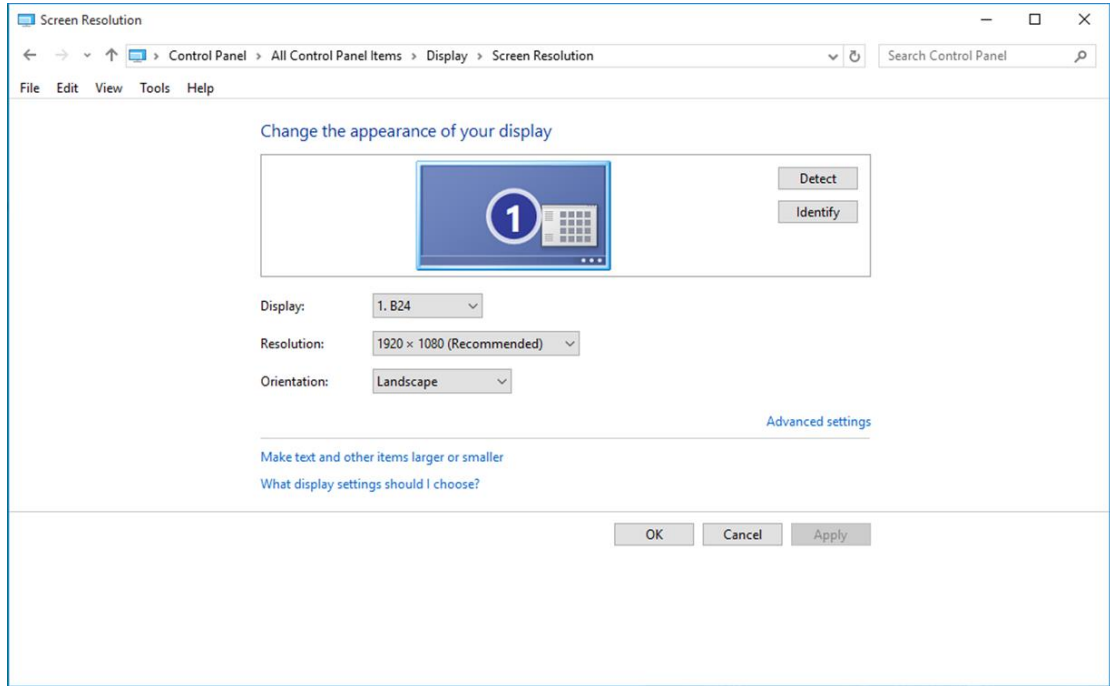 Screen Resolution
Control Panel > All Control Panel Items > Display > Screen Resolution
Search Control Panel
File Edit View Tools Help
Change the appearance of your display
1
Detect
Identify
Display: 1. B24
Resolution: 1920 × 1080 (Recommended)
Orientation: Landscape
Advanced settings
Make text and other items larger or smaller
What display settings should I choose?
OK Cancel Apply